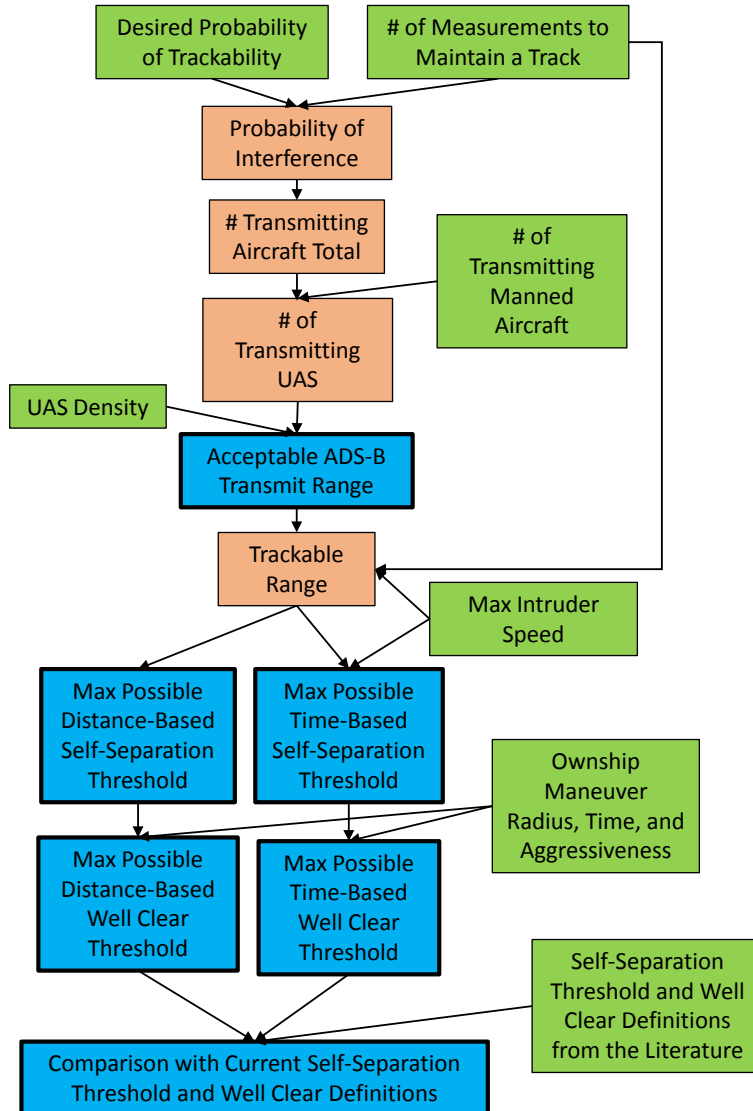 Desired Probability
of Trackability
# of Measurements to
Maintain a Track
Probability of
Interference
# Transmitting
Aircraft Total
# of
Transmitting
Manned
Aircraft
# of
Transmitting
UAS
UAS Density
Acceptable ADS-B
Transmit Range
Trackable
Range
Max Intruder
Speed
Max Possible
Distance-Based
Self-Separation
Threshold
Max Possible
Time-Based
Self-Separation
Threshold
Ownship
Maneuver
Radius, Time, and
Aggressiveness
Max Possible
Distance-Based
Well Clear
Threshold
Max Possible
Time-Based
Well Clear
Threshold
Self-Separation
Threshold and Well
Clear Definitions
from the Literature
Comparison with Current Self-Separation
Threshold and Well Clear Definitions